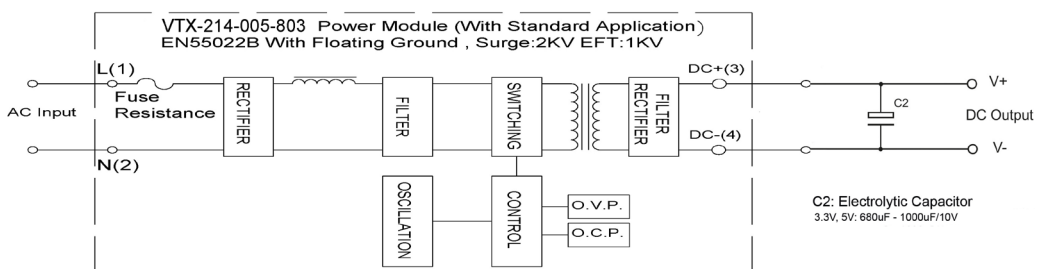 VTX-214-005-803 Power Module (With Standard Application)
EN55022B With Floating Ground , Surge:2KV EFT:1KV
L(1)
DC+(3)
V+
AC Input
Fuse
Resistance
RECTIFIER
FILTER
SWITCHING
FILTER
RECTIFIER
C2
DC Output
N(2)
DC-(4)
V-
OSCILLATION
CONTROL
O.V.P.
O.C.P.
C2: Electrolytic Capacitor
3.3V, 5V: 680uF - 1000uF/10V